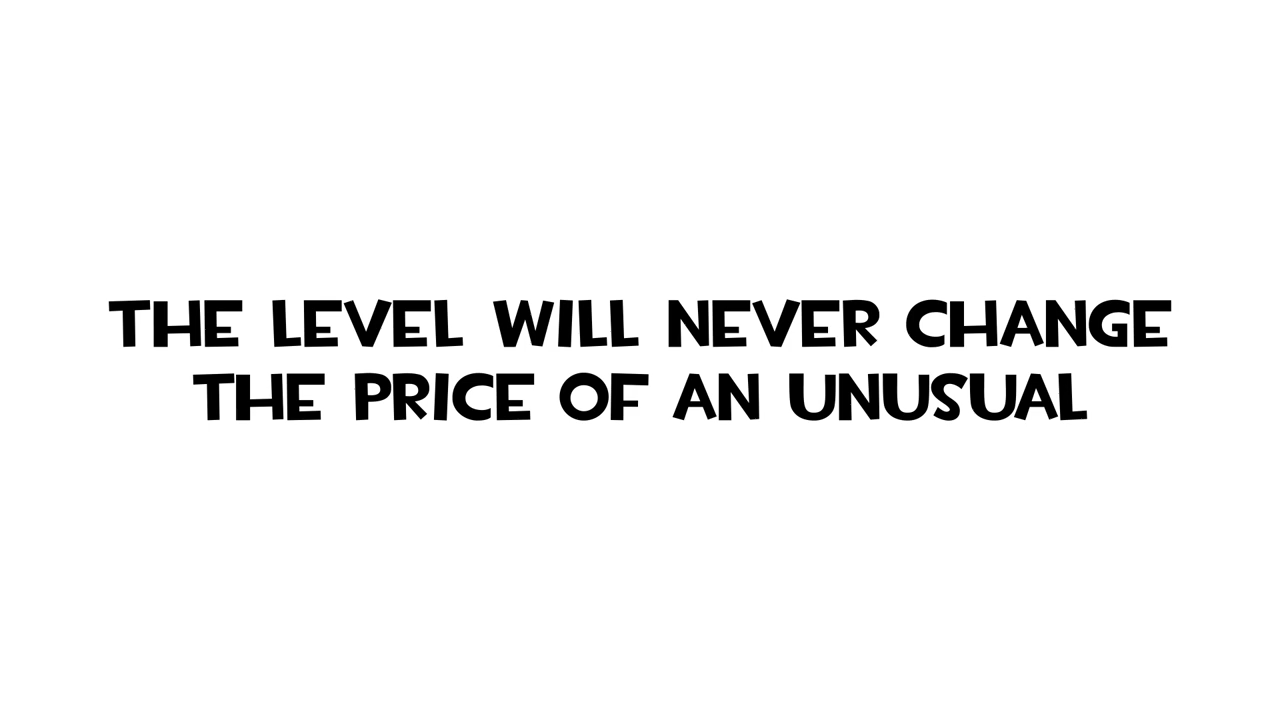 THE LEVEL WILL NEVER CHANGE
THE PRICE OF AN UNUSUAL